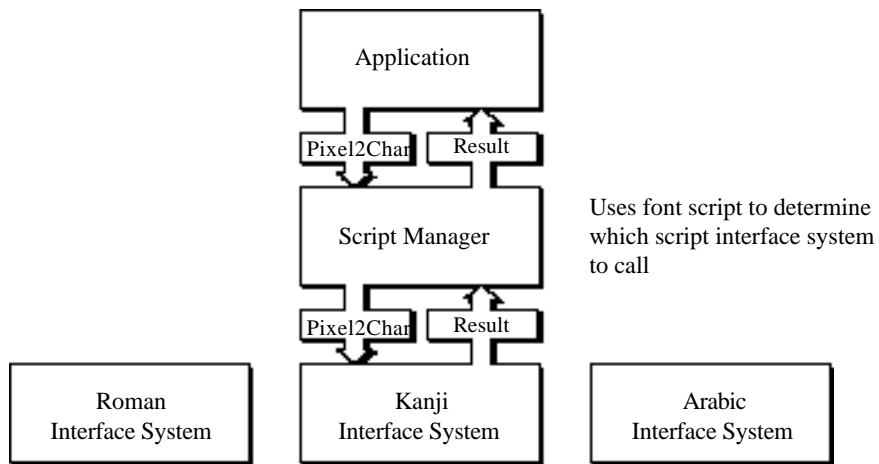 Application
Pixel2Char
Result
Script Manager
Uses font script to determine
which script interface system
to call
Pixel2Char
Result
Roman
Interface System
Kanji
Interface System
Arabic
Interface System